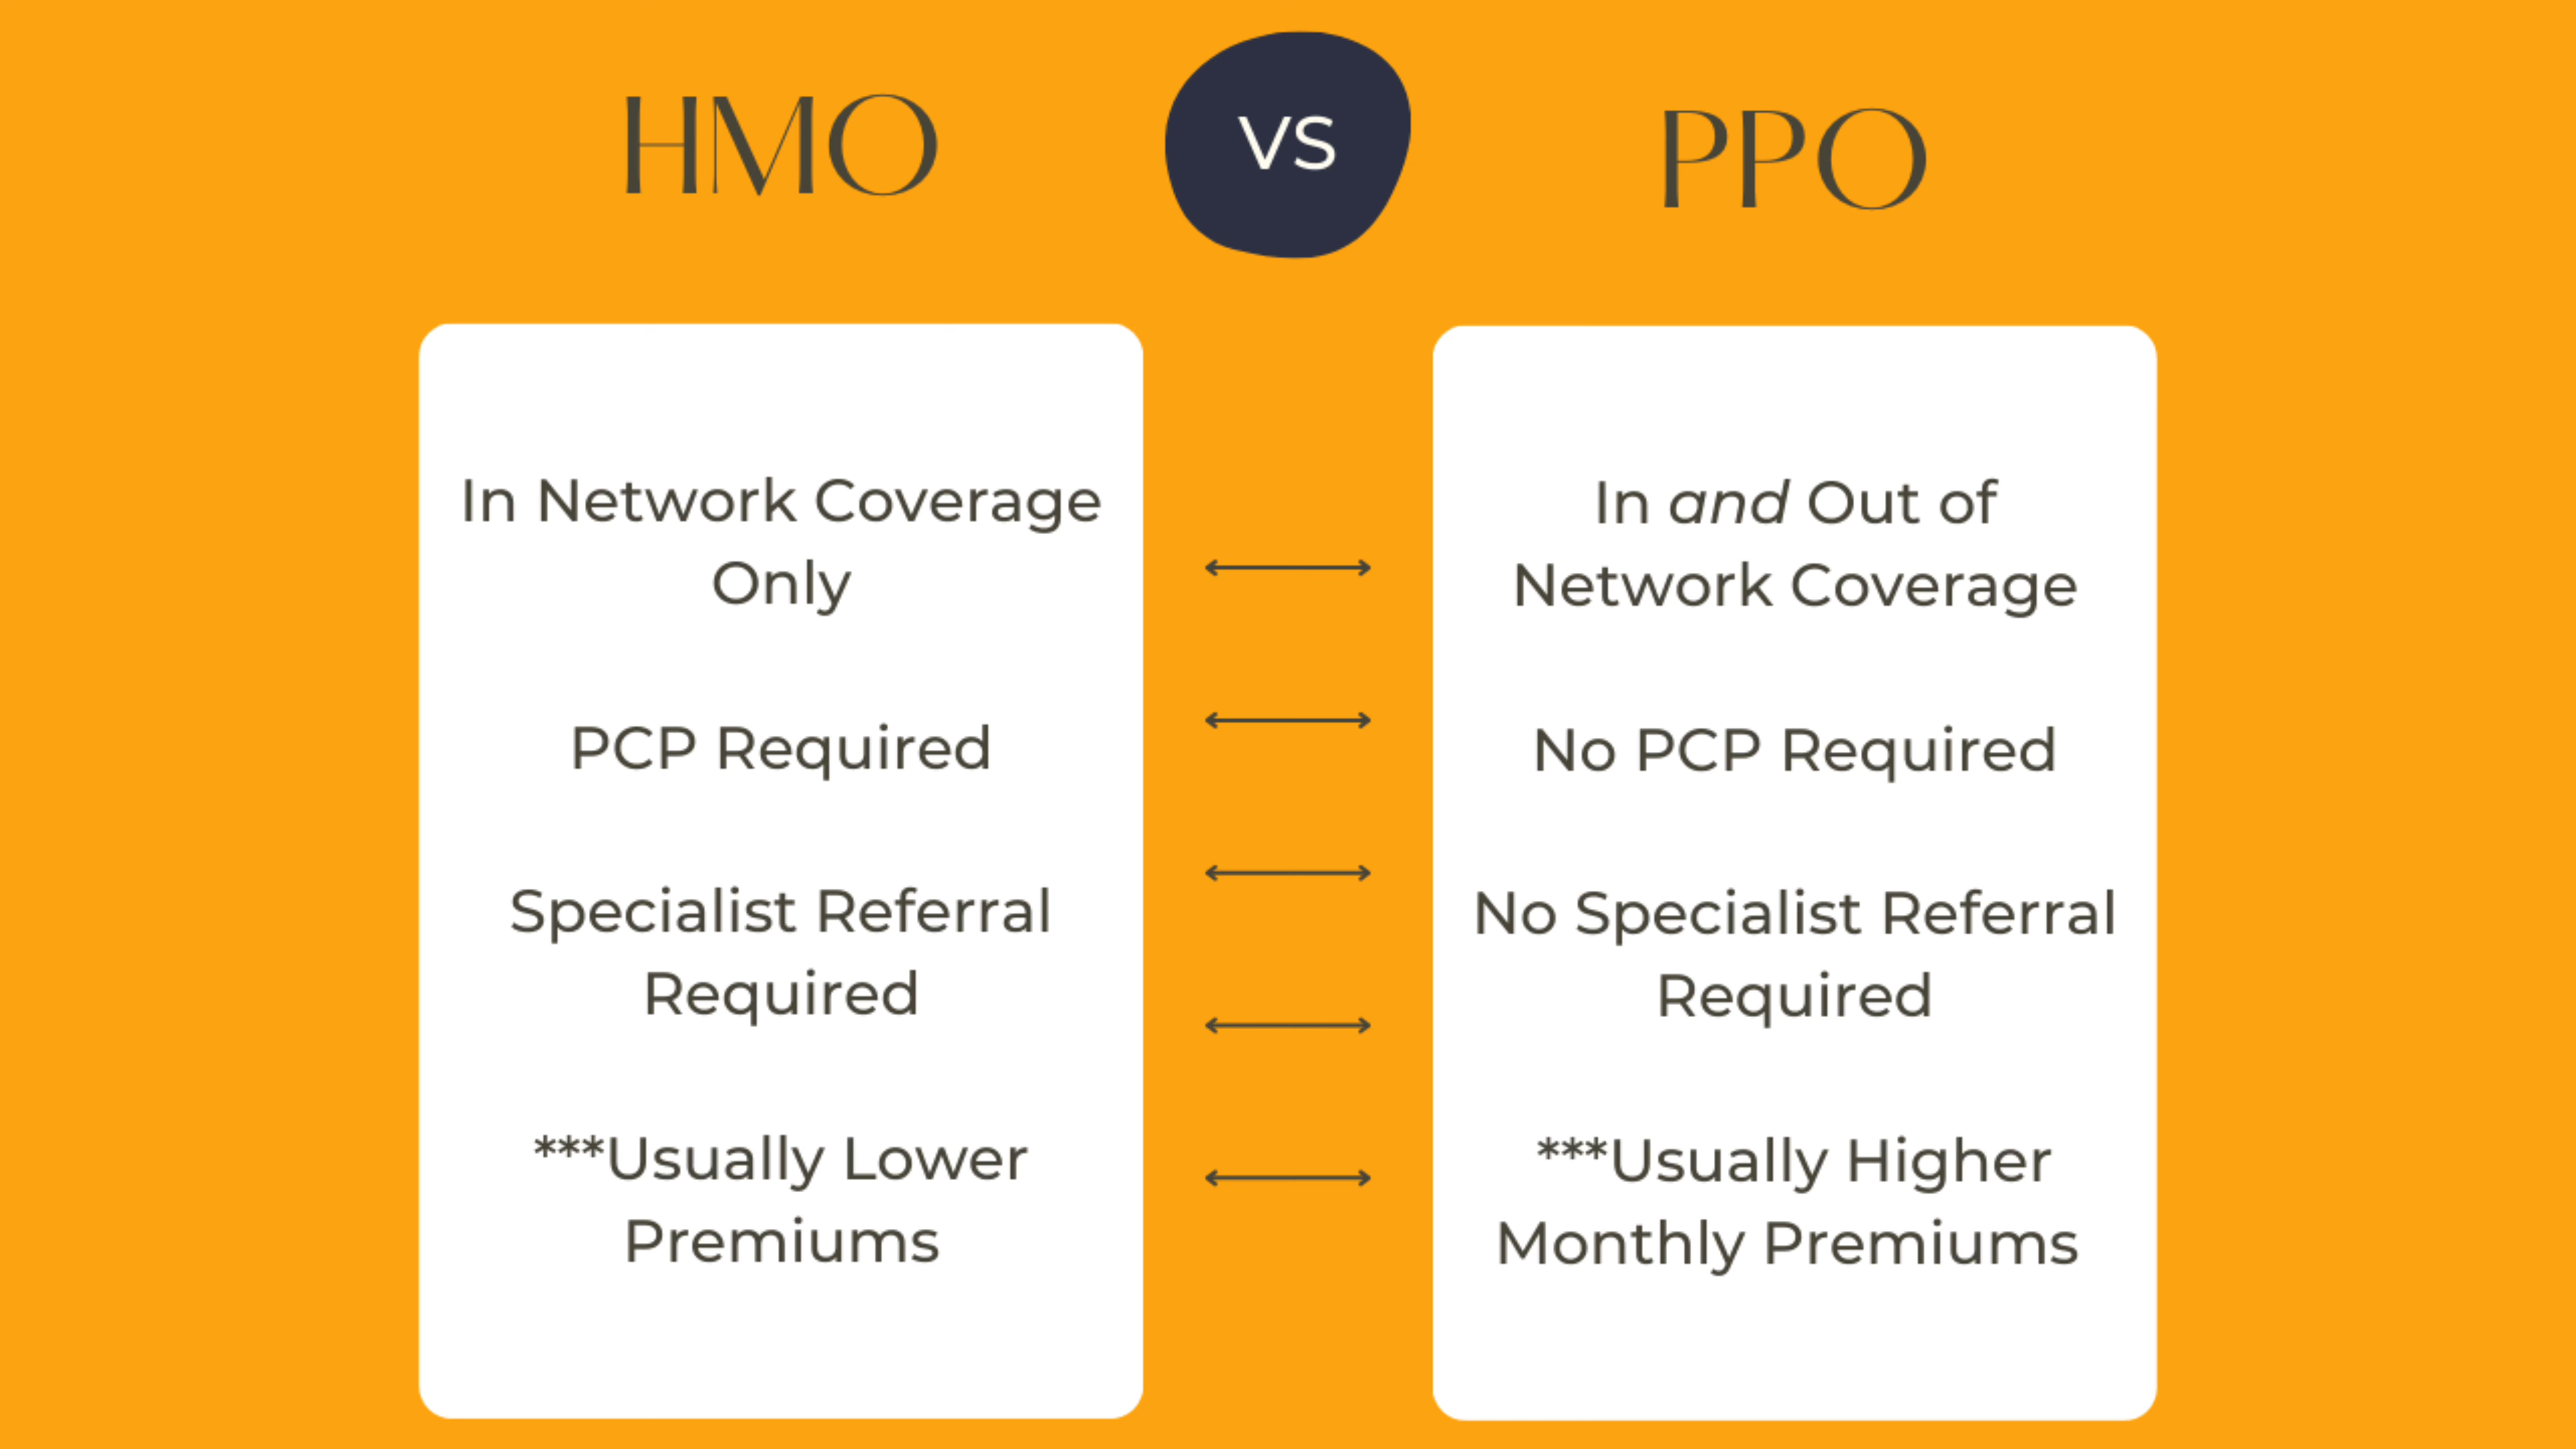 HMO
VS
PPO
In Network Coverage
Only
PCP Required
Specialist Referral
Required
***Usually Lower
Premiums
In and Out of
Network Coverage
No PCP Required
No Specialist Referral
Required
***Usually Higher
Monthly Premiums